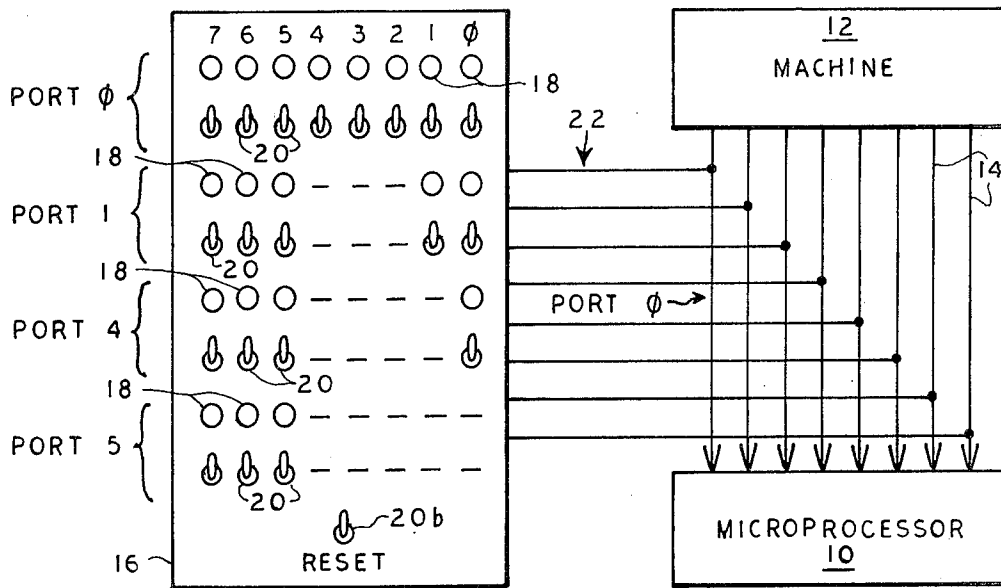 7 6 5 4 3 2 1 φ
12
MACHINE
PORT φ
18
20
22
18
14
PORT 1
20
18
PORT φ
PORT 4
20
18
PORT 5
20
20b
16
RESET
MICROPROCESSOR
10